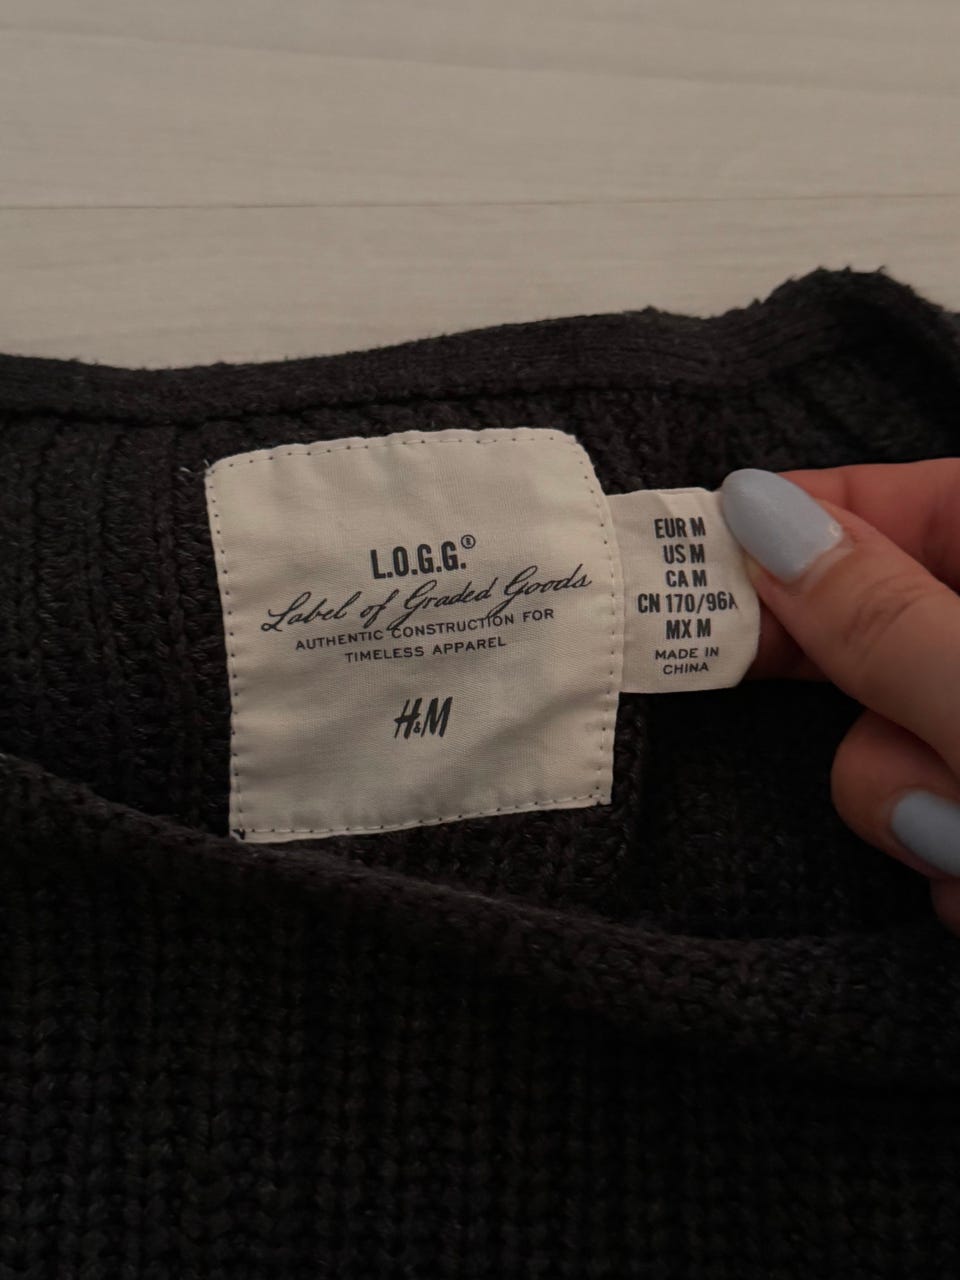 L.O.G.G.®
Label of Graded Goods
AUTHENTIC CONSTRUCTION FOR
TIMELESS APPAREL
H&M
EUR M
US M
CA M
CN 170/96A
MX M
MADE IN
CHINA